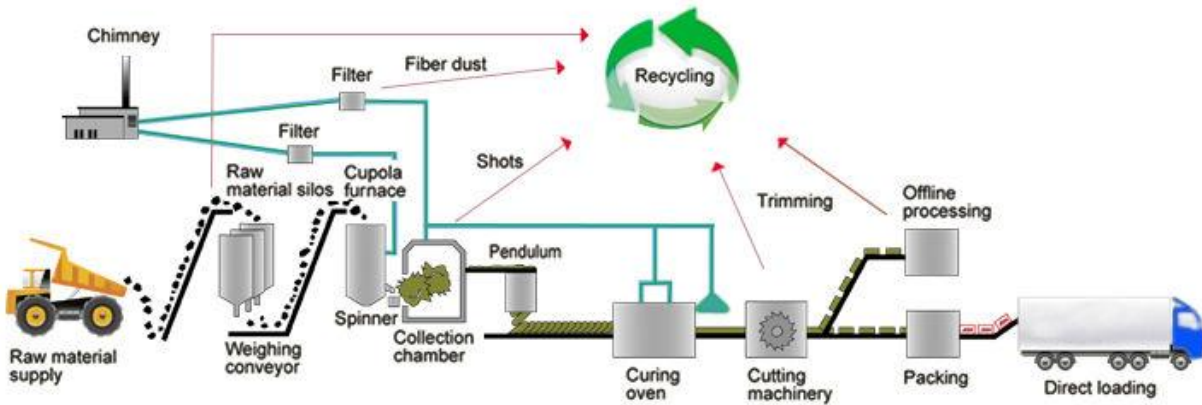 Chimney
Filter
Fiber dust
Recycling
Filter
Shots
Raw
material silos
Cupola
furnace
Trimming
Offline
processing
Pendulum
Raw material
supply
Weighing
conveyor
Spinner
Collection
chamber
Curing
oven
Cutting
machinery
Packing
Direct loading